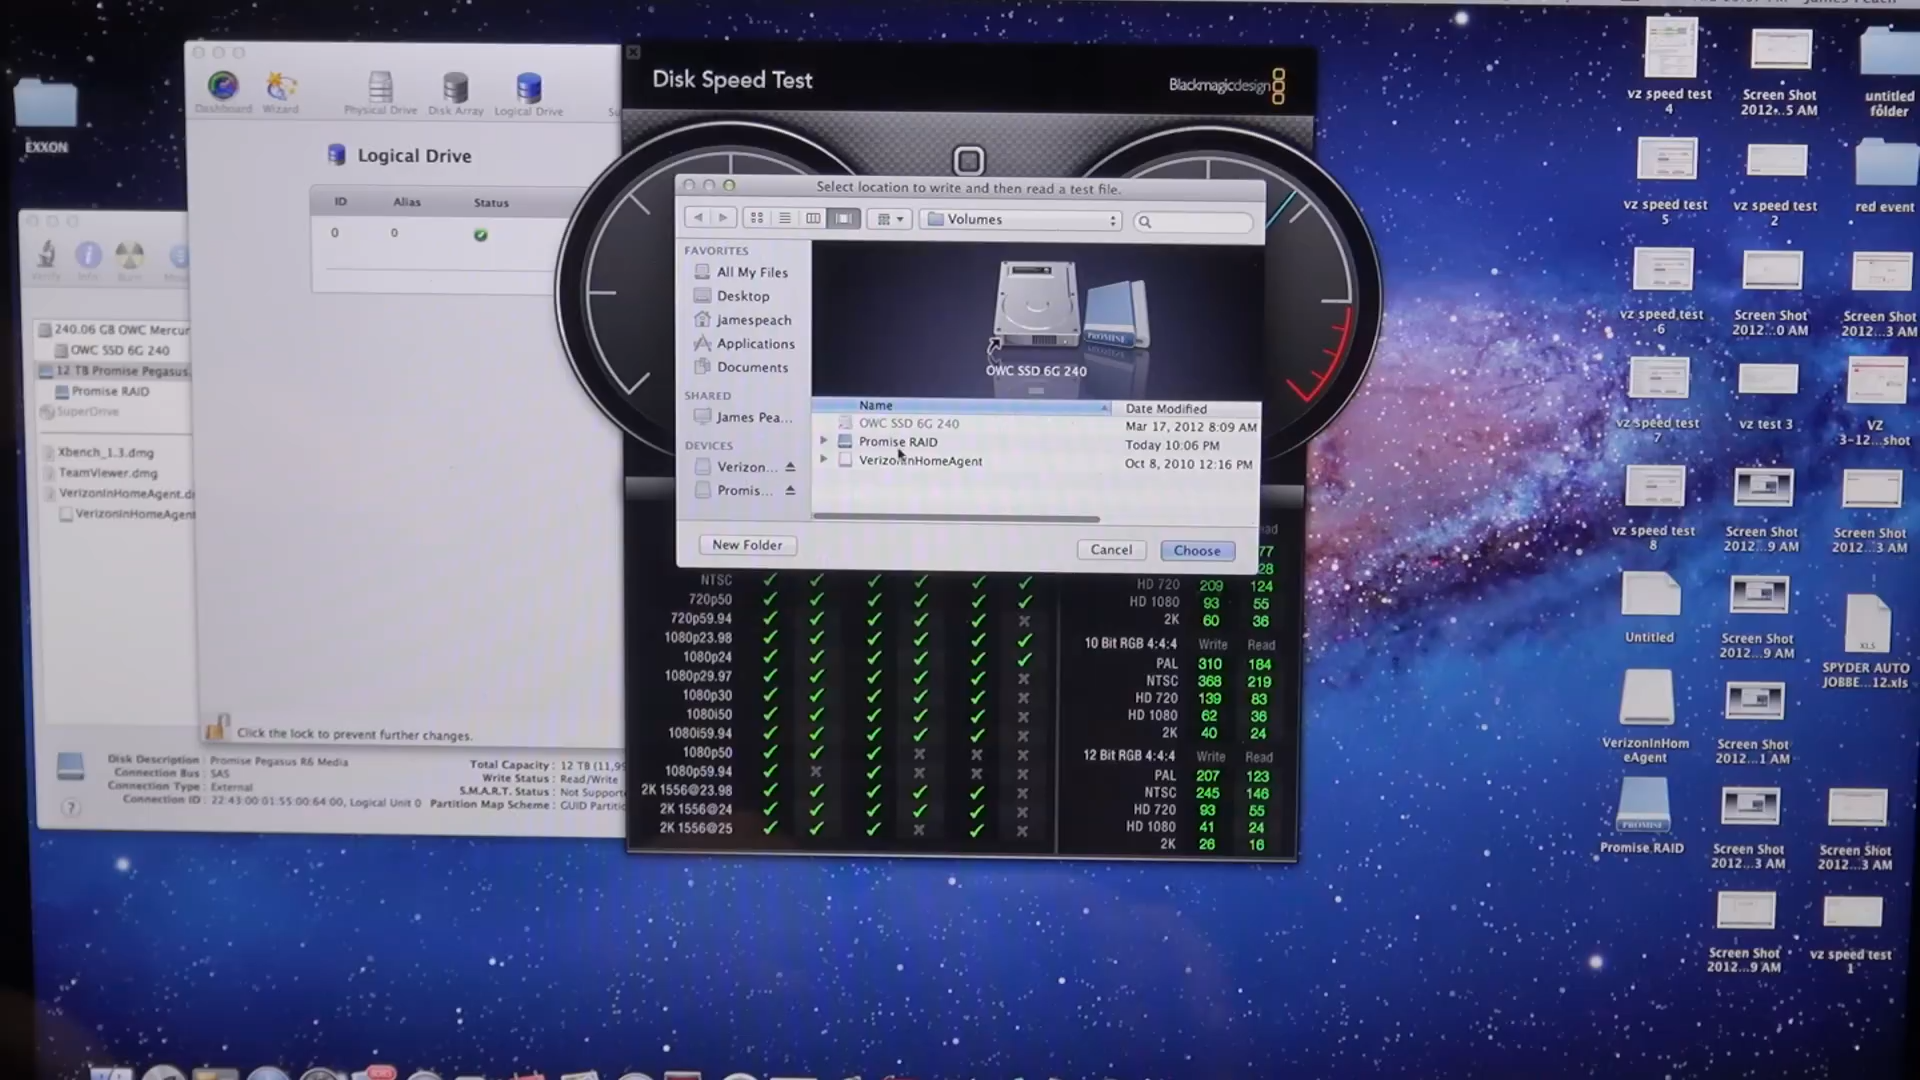 EXXON
Dashboard
Wizard
Physical Drive
Disk Array
Logical Drive
Logical Drive
ID
Alias
Status
0
0
Click the lock to prevent further changes.
Verify
Info
Burn
240.06 GB OWC Mercur
OWC SSD 6G 240
12 TB Promise Pegasus
Promise RAID
SuperDrive
Xbench_1.3.dmg
TeamViewer.dmg
VerizonInHomeAgent.d
VerizonInHomeAgent
Disk Description : Promise Pegasus R6 Media
Connection Bus : SAS
Connection Type : External
Connection ID : 22:43:00:01:55:00:64:00, Logical Unit 0
Total Capacity : 12 TB (11,99
Write Status : Read/Write
S.M.A.R.T. Status : Not Support
Partition Map Scheme : GUID Partitio
Disk Speed Test
Blackmagicdesign
Select location to write and then read a test file.
Volumes
FAVORITES
All My Files
Desktop
jamespeach
Applications
Documents
SHARED
James Pea...
DEVICES
Verizon...
Promis...
PROMISE
OWC SSD 6G 240
Name
Date Modified
OWC SSD 6G 240
Mar 17, 2012 8:09 AM
Promise RAID
Today 10:06 PM
VerizonInHomeAgent
Oct 8, 2010 12:16 PM
New Folder
Cancel
Choose
NTSC
720p50
720p59.94
1080p23.98
1080p24
1080p29.97
1080p30
1080i50
1080i59.94
1080p50
1080p59.94
2K 1556@23.98
2K 1556@24
2K 1556@25
ead
77
28
HD 720 209 124
HD 1080 93 55
2K 60 36
10 Bit RGB 4:4:4 Write Read
PAL 310 184
NTSC 368 219
HD 720 139 83
HD 1080 62 36
2K 40 24
12 Bit RGB 4:4:4 Write Read
PAL 207 123
NTSC 245 146
HD 720 93 55
HD 1080 41 24
2K 26 16
vz speed test
4
Screen Shot
2012...5 AM
untitled
folder
vz speed test
5
vz speed test
2
red event
vz speed test
6
Screen Shot
2012...0 AM
Screen Shot
2012...3 AM
vz speed test
7
vz test 3
VZ
3-12...shot
vz speed test
8
Screen Shot
2012...9 AM
Screen Shot
2012...3 AM
Untitled
Screen Shot
2012...9 AM
XLS
SPYDER AUTO
JOBBE...12.xls
VerizonInHom
eAgent
Screen Shot
2012...1 AM
PROMISE
Promise RAID
Screen Shot
2012...3 AM
Screen Shot
2012...3 AM
Screen Shot
2012...9 AM
vz speed test
1